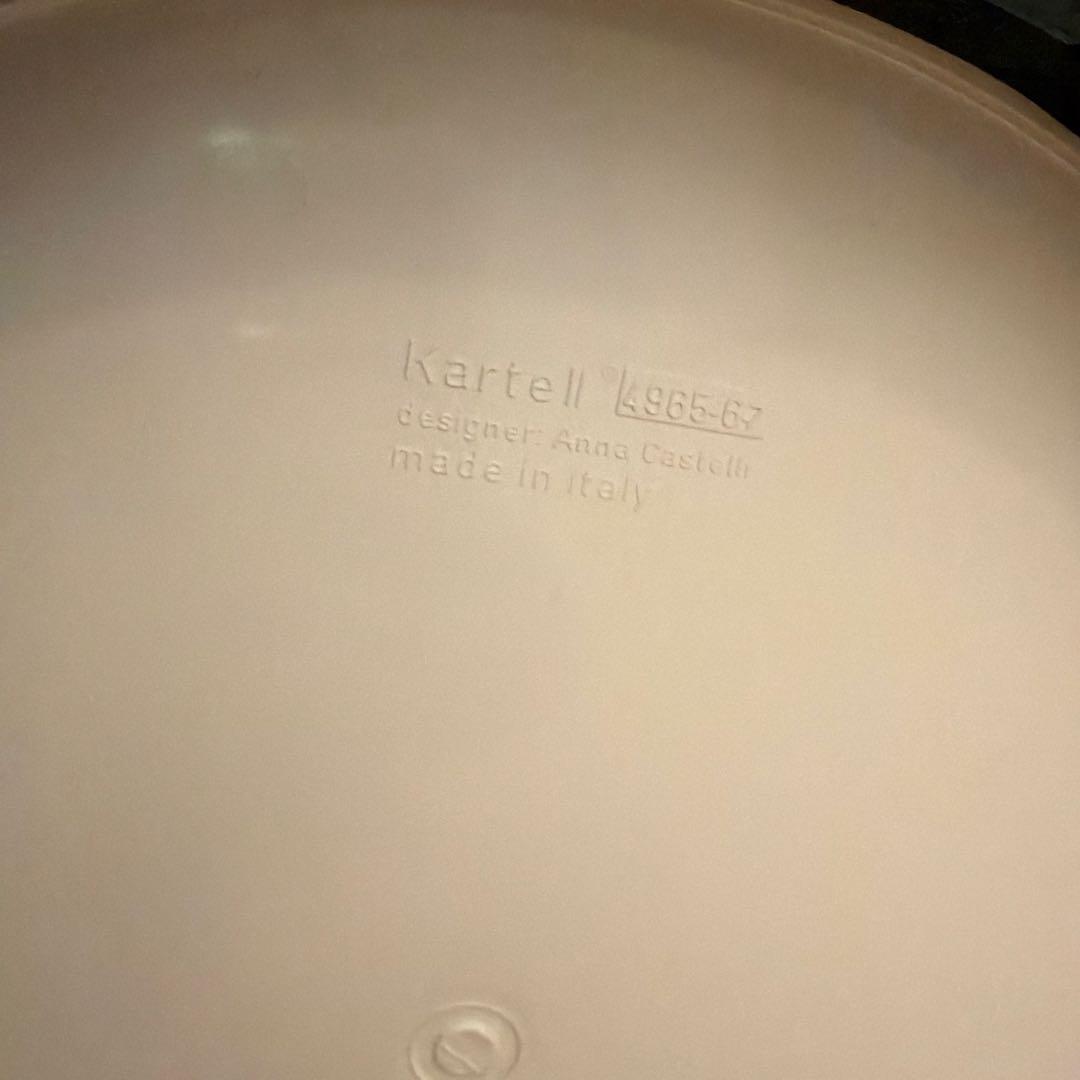 Kartell ® 4965-67
designer: Anna Castelli
made in Italy